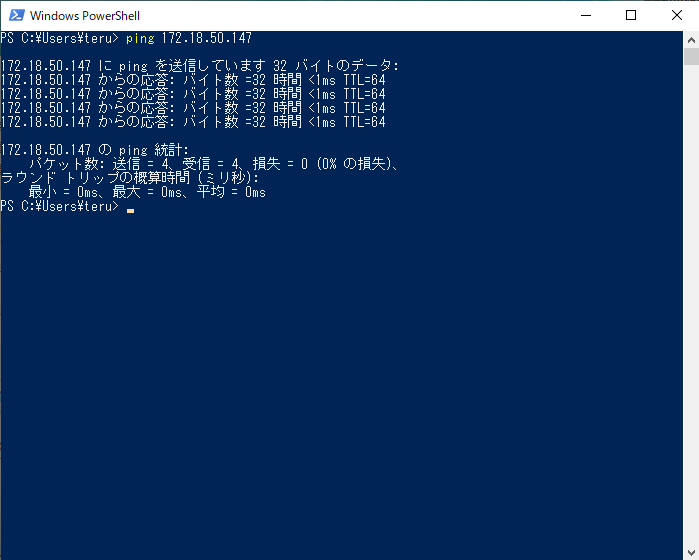 Windows PowerShell
PS C:¥Users¥teru> ping 172.18.50.147
172.18.50.147 に ping を送信しています 32 バイトのデータ:
172.18.50.147 からの応答: バイト数 =32 時間 <1ms TTL=64
172.18.50.147 からの応答: バイト数 =32 時間 <1ms TTL=64
172.18.50.147 からの応答: バイト数 =32 時間 <1ms TTL=64
172.18.50.147 からの応答: バイト数 =32 時間 <1ms TTL=64
172.18.50.147 の ping 統計:
パケット数: 送信 = 4、受信 = 4、損失 = 0 (0% の損失)、
ラウンド トリップの概算時間 (ミリ秒):
最小 = 0ms、最大 = 0ms、平均 = 0ms
PS C:¥Users¥teru>